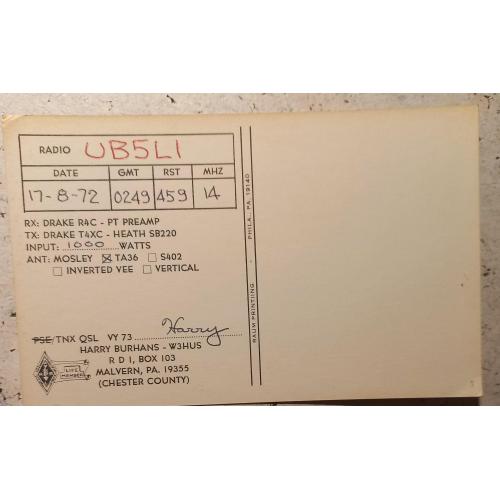 RADIO UB5LI
DATE GMT RST MHZ
17-8-72 0249 459 14
RX: DRAKE R4C - PT PREAMP
TX: DRAKE T4XC - HEATH SB220
INPUT: 1000 WATTS
ANT: MOSLEY ☒ TA36 ☐ S402
☐ INVERTED VEE ☐ VERTICAL
PSE/TNX QSL VY 73 Harry
HARRY BURHANS - W3HUS
R D 1, BOX 103
MALVERN, PA. 19355
(CHESTER COUNTY)
LIFE
MEMBER
BAUM PRINTING - PHILA., PA. 19140